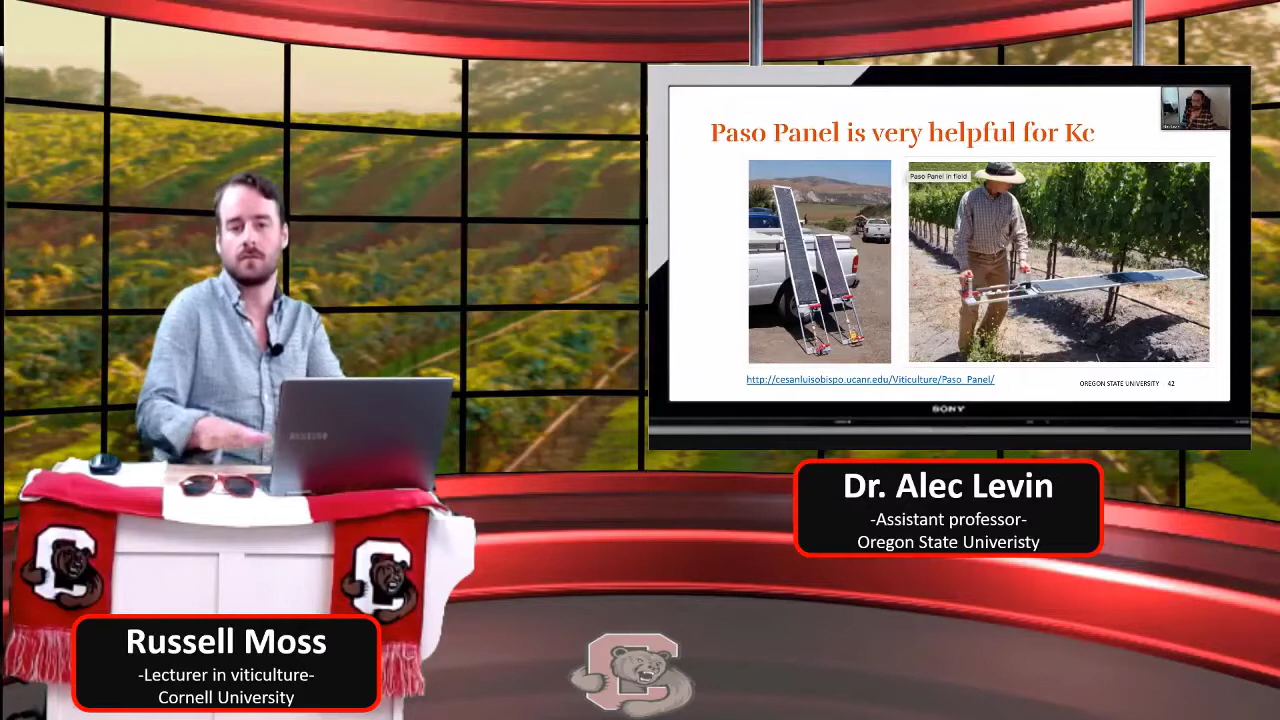 Paso Panel is very helpful for Kc
Paso Panel in field
http://cesanluisobispo.ucanr.edu/Viticulture/Paso_Panel/
OREGON STATE UNIVERSITY 42
SONY
SAMSUNG
Dr. Alec Levin
-Assistant professor-
Oregon State Univeristy
Russell Moss
-Lecturer in viticulture-
Cornell University
C
C
C